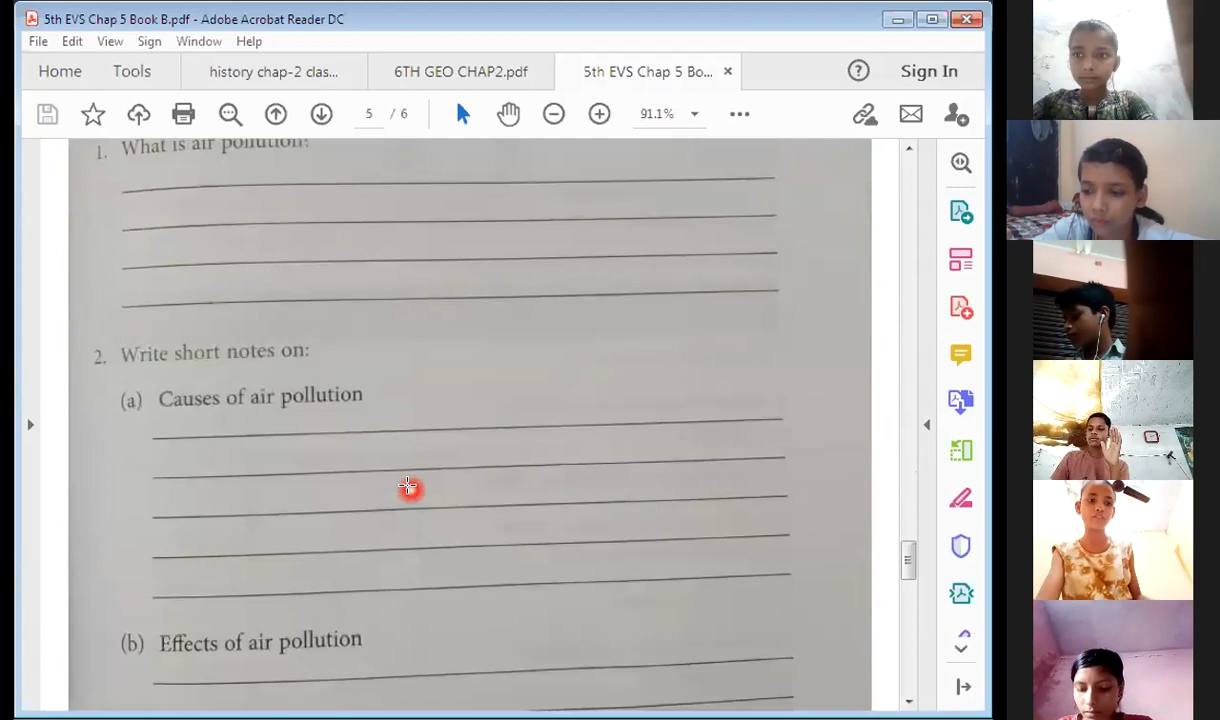 5th EVS Chap 5 Book B.pdf - Adobe Acrobat Reader DC
File Edit View Sign Window Help
Home Tools history chap-2 clas... 6TH GEO CHAP2.pdf 5th EVS Chap 5 Bo... × Sign In
5 / 6 91.1%
1. What is air pollution?
2. Write short notes on:
(a) Causes of air pollution
(b) Effects of air pollution